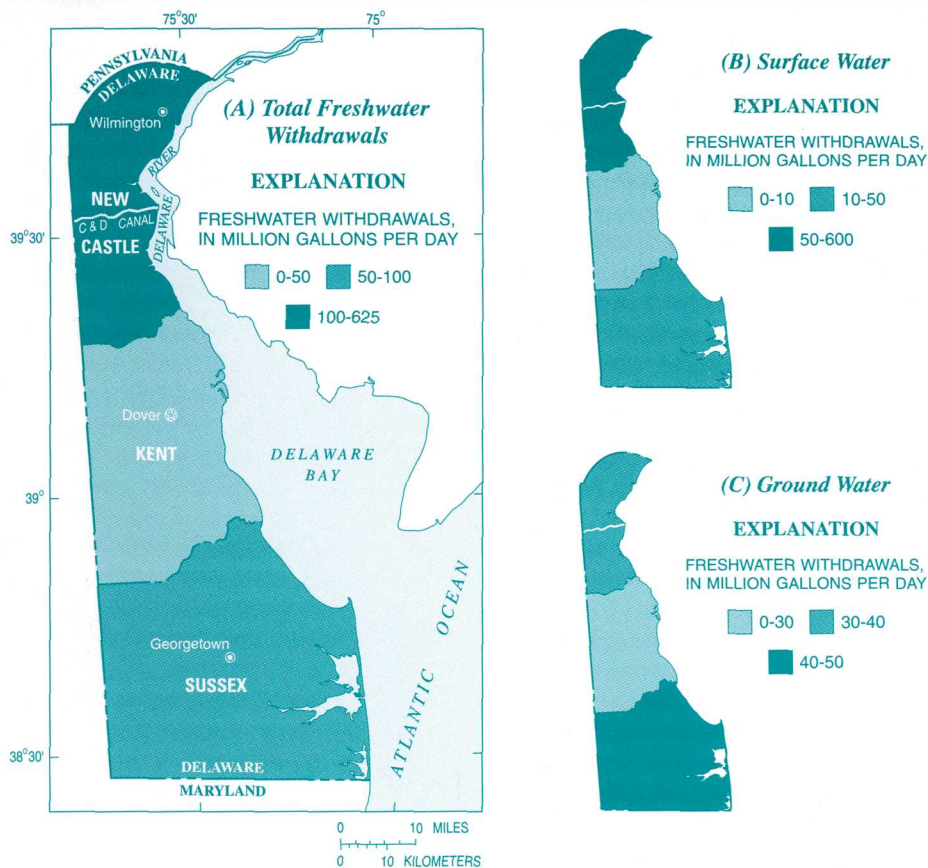 75°30'
75°
PENNSYLVANIA
DELAWARE
Wilmington
(A) Total Freshwater
Withdrawals
EXPLANATION
FRESHWATER WITHDRAWALS,
IN MILLION GALLONS PER DAY
0-50
50-100
100-625
DELAWARE RIVER
NEW
C & D CANAL
CASTLE
39°30'
Dover
KENT
DELAWARE
BAY
39°
Georgetown
SUSSEX
ATLANTIC OCEAN
38°30'
DELAWARE
MARYLAND
0 10 MILES
0 10 KILOMETERS
(B) Surface Water
EXPLANATION
FRESHWATER WITHDRAWALS,
IN MILLION GALLONS PER DAY
0-10
10-50
50-600
(C) Ground Water
EXPLANATION
FRESHWATER WITHDRAWALS,
IN MILLION GALLONS PER DAY
0-30
30-40
40-50